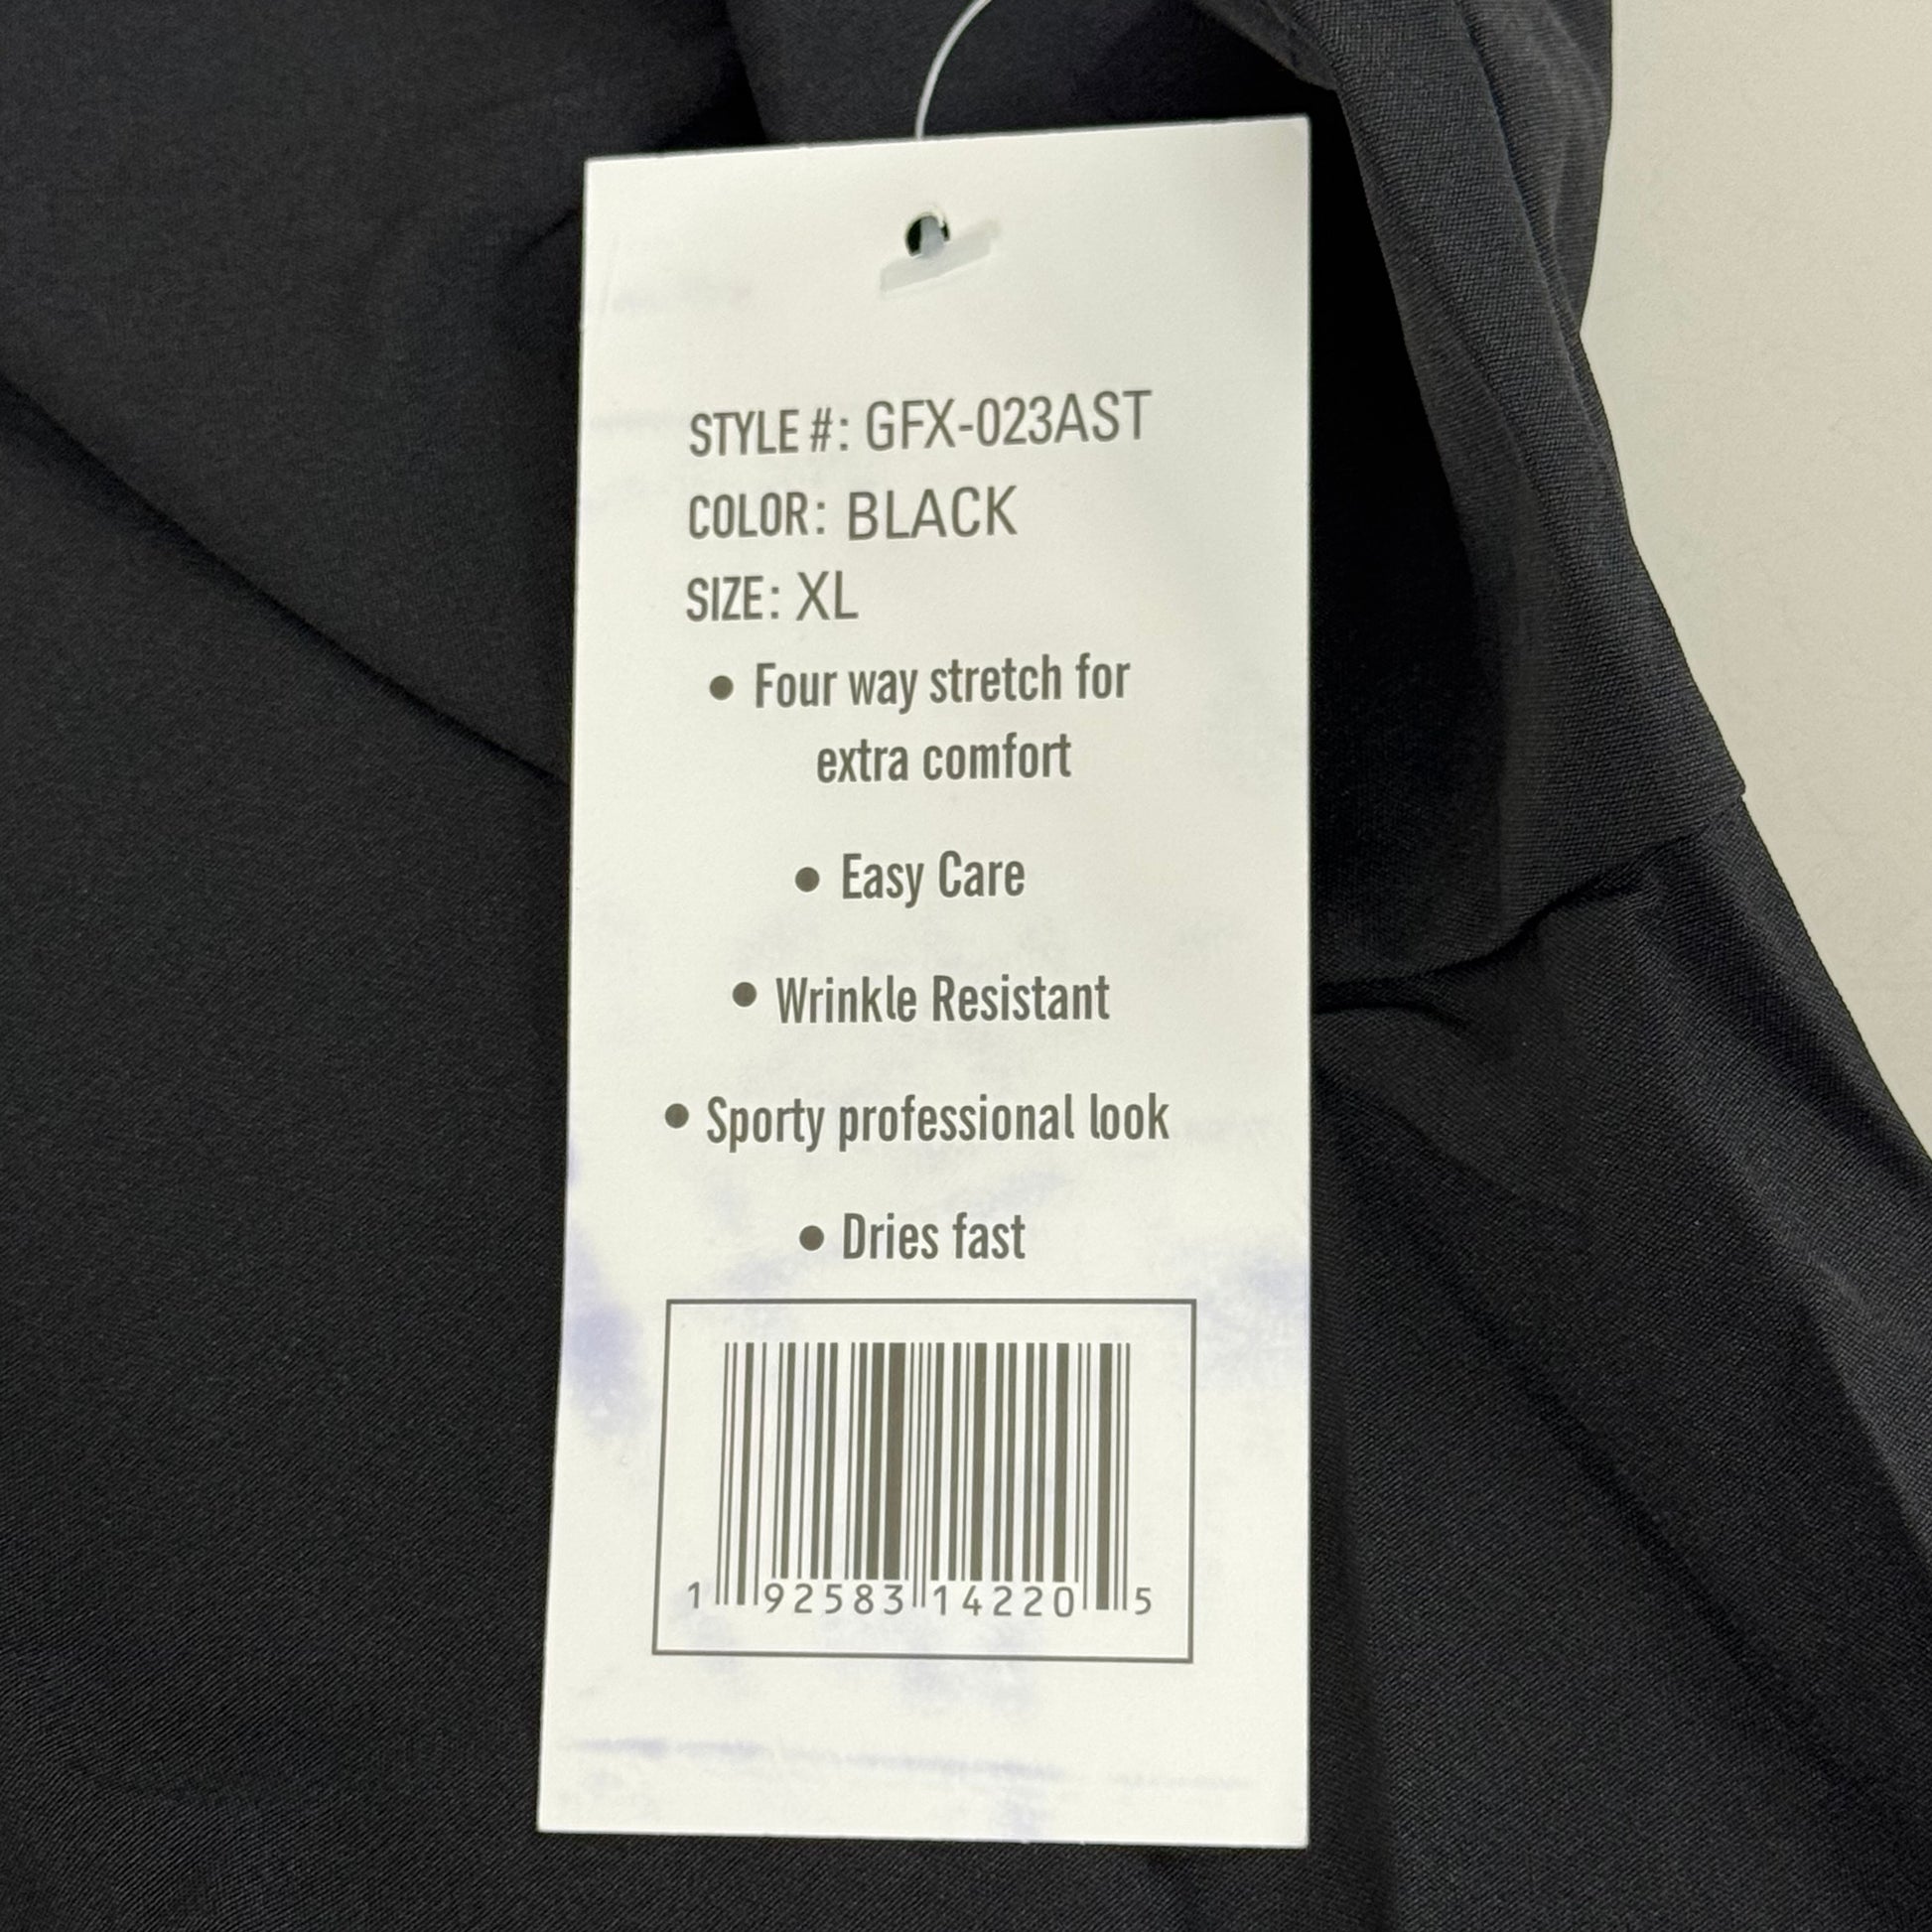 STYLE #: GFX-023AST
COLOR: BLACK
SIZE: XL
• Four way stretch for
extra comfort
• Easy Care
• Wrinkle Resistant
• Sporty professional look
• Dries fast
1 92583 14220 5